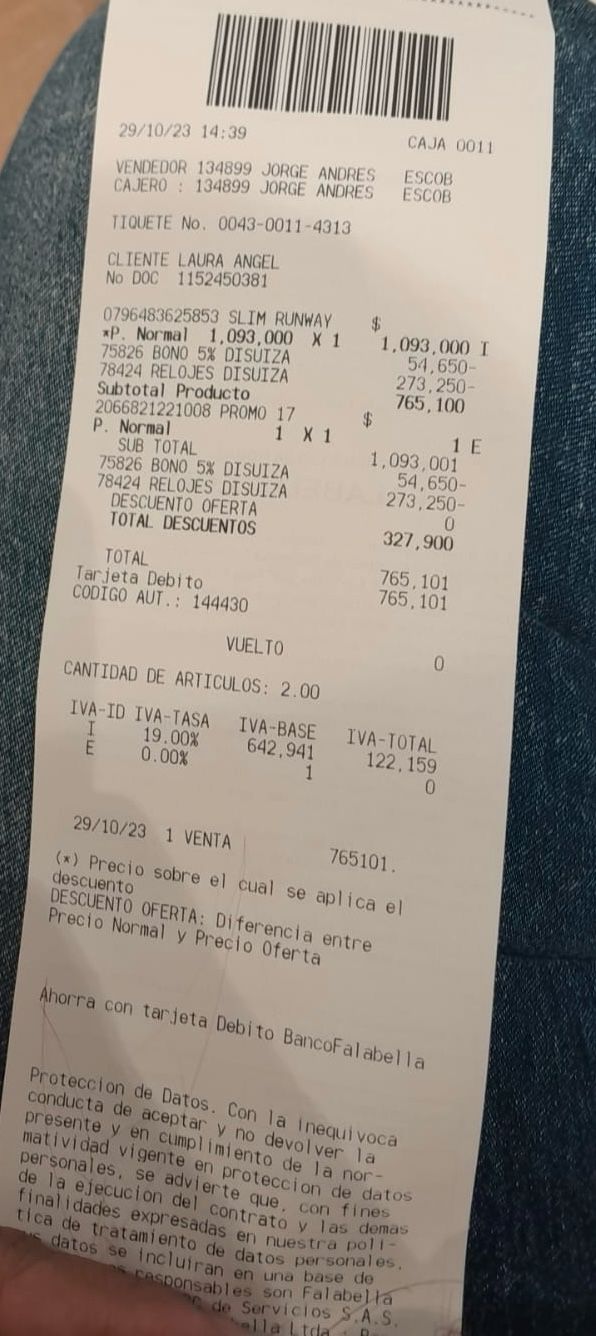 29/10/23 14:39 CAJA 0011
VENDEDOR 134899 JORGE ANDRES ESCOB
CAJERO : 134899 JORGE ANDRES ESCOB
TIQUETE No. 0043-0011-4313
CLIENTE LAURA ANGEL
No DOC 1152450381
0796483625853 SLIM RUNWAY $
*P. Normal 1,093,000 X 1 1,093,000 I
75826 BONO 5% DISUIZA 54,650-
78424 RELOJES DISUIZA 273,250-
Subtotal Producto 765,100
2066821221008 PROMO 17 $
P. Normal 1 X 1 1 E
SUB TOTAL 1,093,001
75826 BONO 5% DISUIZA 54,650-
78424 RELOJES DISUIZA 273,250-
DESCUENTO OFERTA 0
TOTAL DESCUENTOS 327,900
TOTAL 765,101
Tarjeta Debito 765,101
CODIGO AUT.: 144430
VUELTO 0
CANTIDAD DE ARTICULOS: 2.00
IVA-ID IVA-TASA IVA-BASE IVA-TOTAL
I 19.00% 642,941 122,159
E 0.00% 1 0
29/10/23 1 VENTA 765101.
(*) Precio sobre el cual se aplica el
descuento
DESCUENTO OFERTA: Diferencia entre
Precio Normal y Precio Oferta
Ahorra con tarjeta Debito BancoFalabella
Proteccion de Datos. Con la inequivoca
conducta de aceptar y no devolver la
presente y en cumplimiento de la nor-
matividad vigente en proteccion de datos
personales, se advierte que, con fines
de la ejecucion del contrato y las demas
finalidades expresadas en nuestra poli-
tica de tratamiento de datos personales,
datos se incluiran en una base de
responsables son Falabella
de Servicios S.A.S.
Ltda